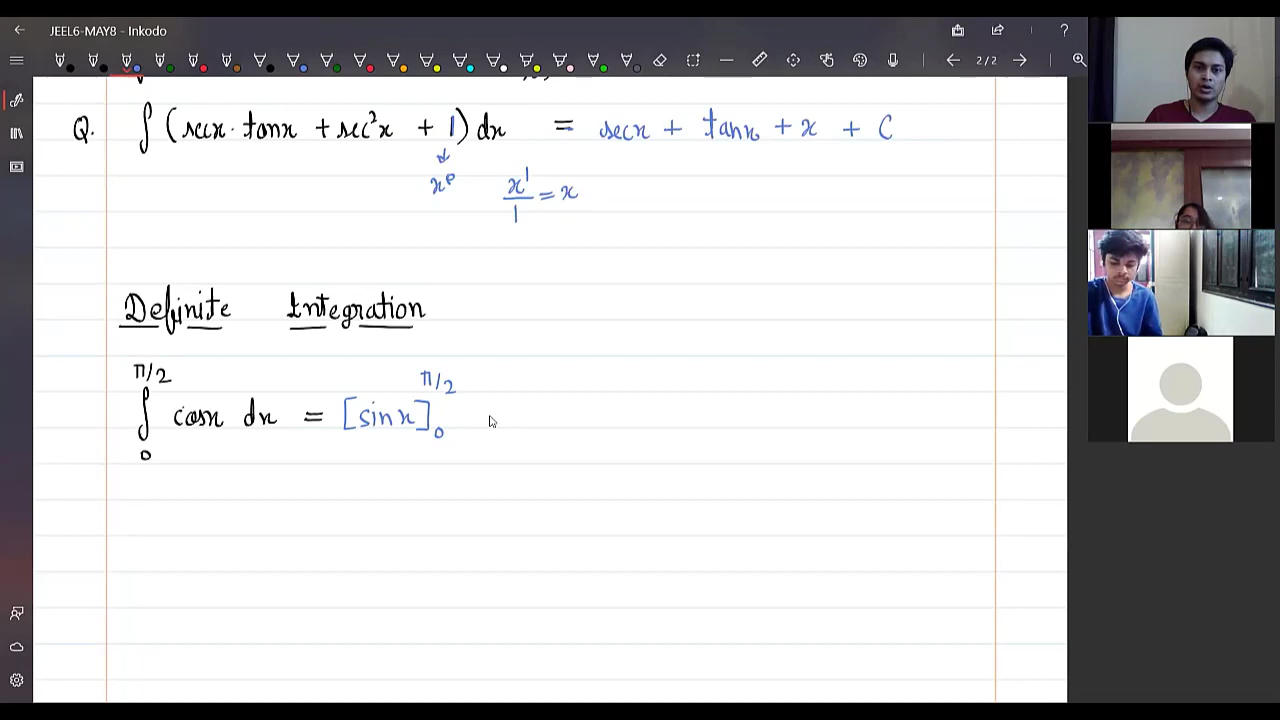 JEEL6-MAY8 - Inkodo
2/2
Q. ∫ (secx · tanx + sec²x + 1) dx = secx + tanx + x + C
↓
x⁰ x¹/1 = x
Definite Integration
∫₀^(π/2) cosx dx = [sinx]₀^(π/2)